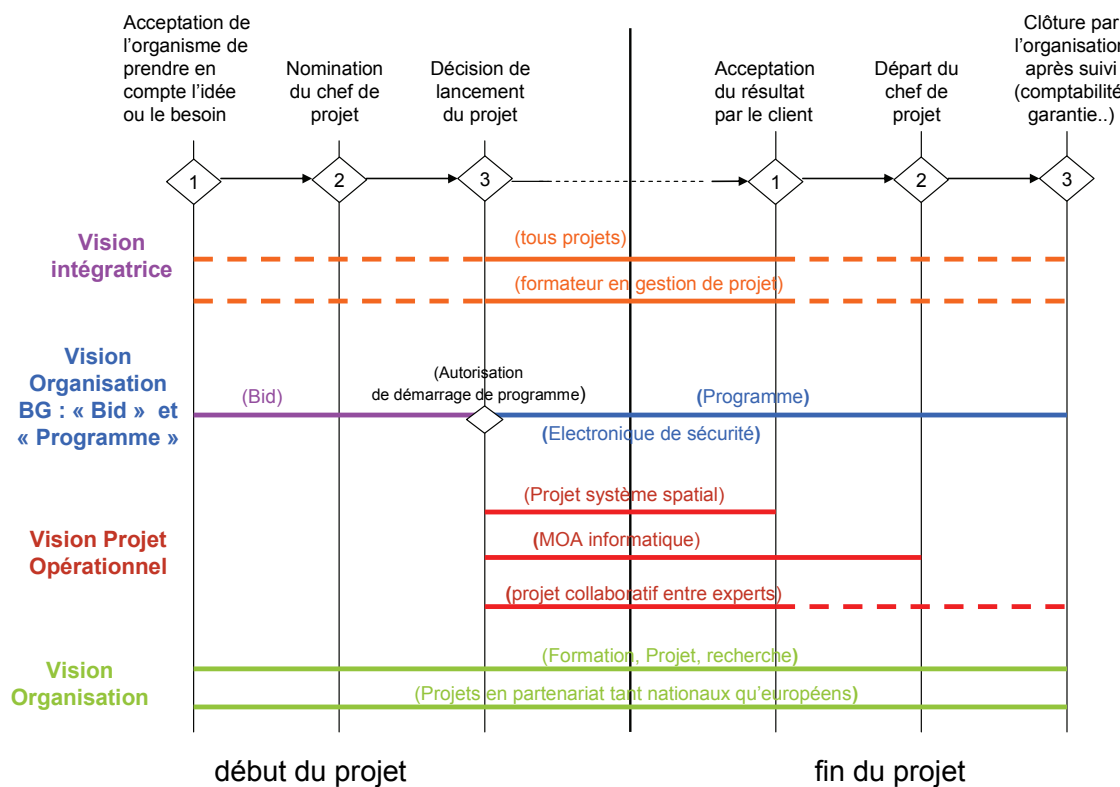 Acceptation de
l'organisme de
prendre en
compte l'idée
ou le besoin
Nomination
du chef de
projet
Décision de
lancement
du projet
Acceptation
du résultat
par le client
Départ du
chef de
projet
Clôture par
l'organisation
après suivi
(comptabilité
garantie..)
1
2
3
1
2
3
Vision
intégratrice
(tous projets)
(formateur en gestion de projet)
Vision
Organisation
BG : « Bid » et
« Programme »
(Bid)
(Autorisation
de démarrage de programme)
(Programme)
(Electronique de sécurité)
Vision Projet
Opérationnel
(Projet système spatial)
(MOA informatique)
(projet collaboratif entre experts)
Vision
Organisation
(Formation, Projet, recherche)
(Projets en partenariat tant nationaux qu'européens)
début du projet
fin du projet